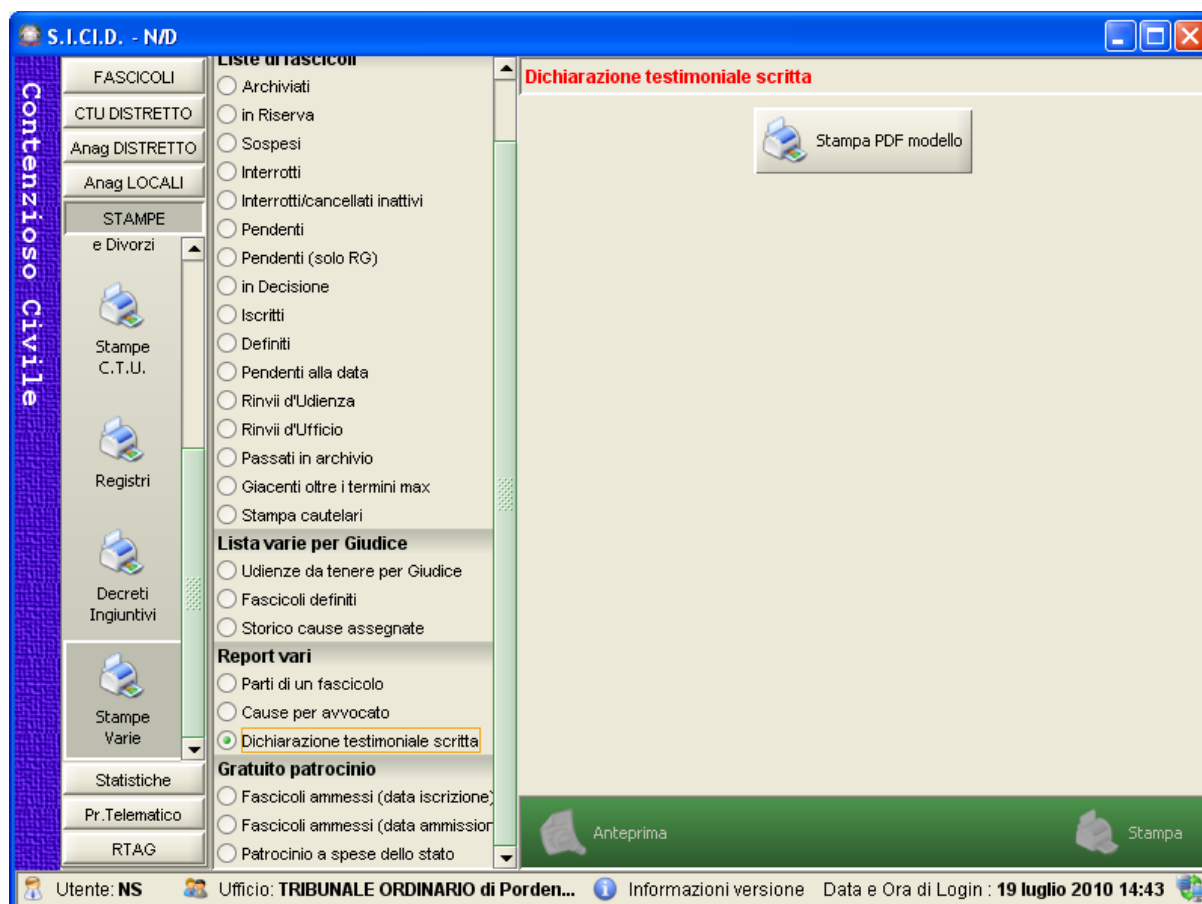 S.I.CI.D. - N/D
Contenzioso Civile
FASCICOLI
CTU DISTRETTO
Anag DISTRETTO
Anag LOCALI
STAMPE
e Divorzi
Stampe
C.T.U.
Registri
Decreti
Ingiuntivi
Stampe
Varie
Statistiche
Pr.Telematico
RTAG
Liste di fascicoli
Archiviati
in Riserva
Sospesi
Interrotti
Interrotti/cancellati inattivi
Pendenti
Pendenti (solo RG)
in Decisione
Iscritti
Definiti
Pendenti alla data
Rinvii d'Udienza
Rinvii d'Ufficio
Passati in archivio
Giacenti oltre i termini max
Stampa cautelari
Lista varie per Giudice
Udienze da tenere per Giudice
Fascicoli definiti
Storico cause assegnate
Report vari
Parti di un fascicolo
Cause per avvocato
Dichiarazione testimoniale scritta
Gratuito patrocinio
Fascicoli ammessi (data iscrizione)
Fascicoli ammessi (data ammission
Patrocinio a spese dello stato
Dichiarazione testimoniale scritta
Stampa PDF modello
Anteprima
Stampa
Utente: NS
Ufficio: TRIBUNALE ORDINARIO di Porden...
Informazioni versione
Data e Ora di Login : 19 luglio 2010 14:43